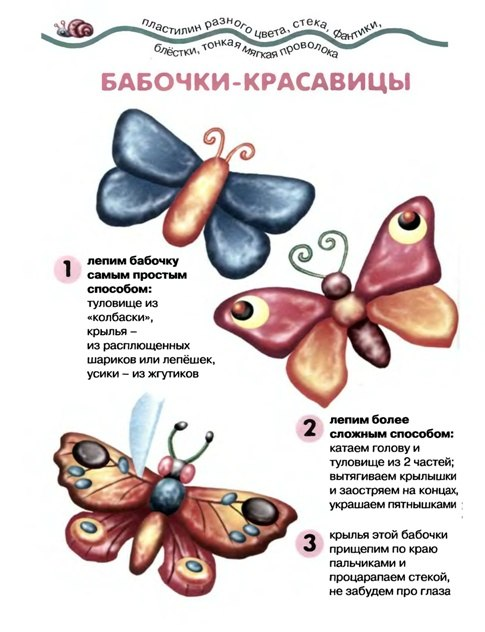 пластилин разного цвета, стека, фантики,
блёстки, тонкая мягкая проволока
БАБОЧКИ-КРАСАВИЦЫ
1
лепим бабочку
самым простым
способом:
туловище из
«колбаски»,
крылья –
из расплющенных
шариков или лепёшек,
усики – из жгутиков
2
лепим более
сложным способом:
катаем голову и
туловище из 2 частей;
вытягиваем крылышки
и заостряем на концах,
украшаем пятнышками
3
крылья этой бабочки
прищепим по краю
пальчиками и
процарапаем стекой,
не забудем про глаза